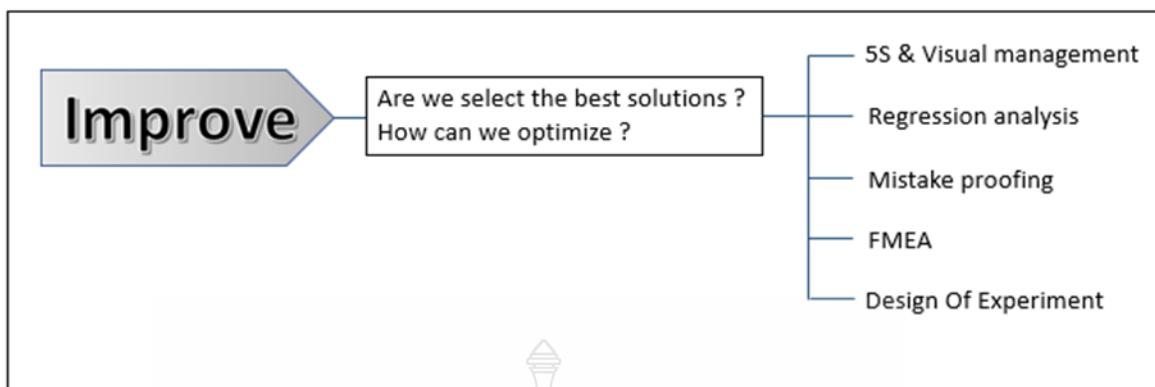 Improve
Are we select the best solutions ?
How can we optimize ?
5S & Visual management
Regression analysis
Mistake proofing
FMEA
Design Of Experiment